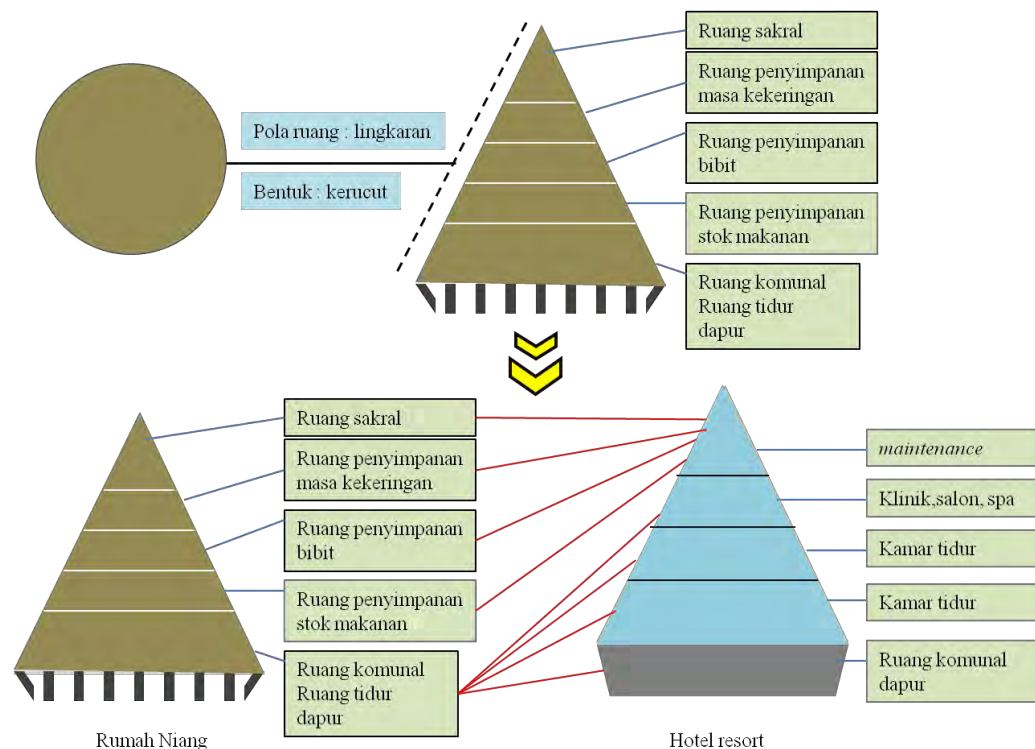 Pola ruang : lingkaran
Bentuk : kerucut
Ruang sakral
Ruang penyimpanan
masa kekeringan
Ruang penyimpanan
bibit
Ruang penyimpanan
stok makanan
Ruang komunal
Ruang tidur
dapur
Ruang sakral
Ruang penyimpanan
masa kekeringan
Ruang penyimpanan
bibit
Ruang penyimpanan
stok makanan
Ruang komunal
Ruang tidur
dapur
Rumah Niang
maintenance
Klinik,salon, spa
Kamar tidur
Kamar tidur
Ruang komunal
dapur
Hotel resort